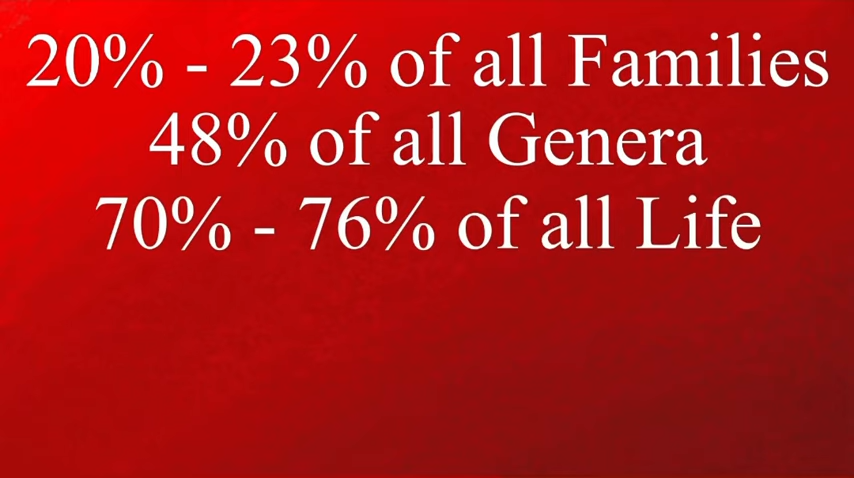 20% - 23% of all Families
48% of all Genera
70% - 76% of all Life